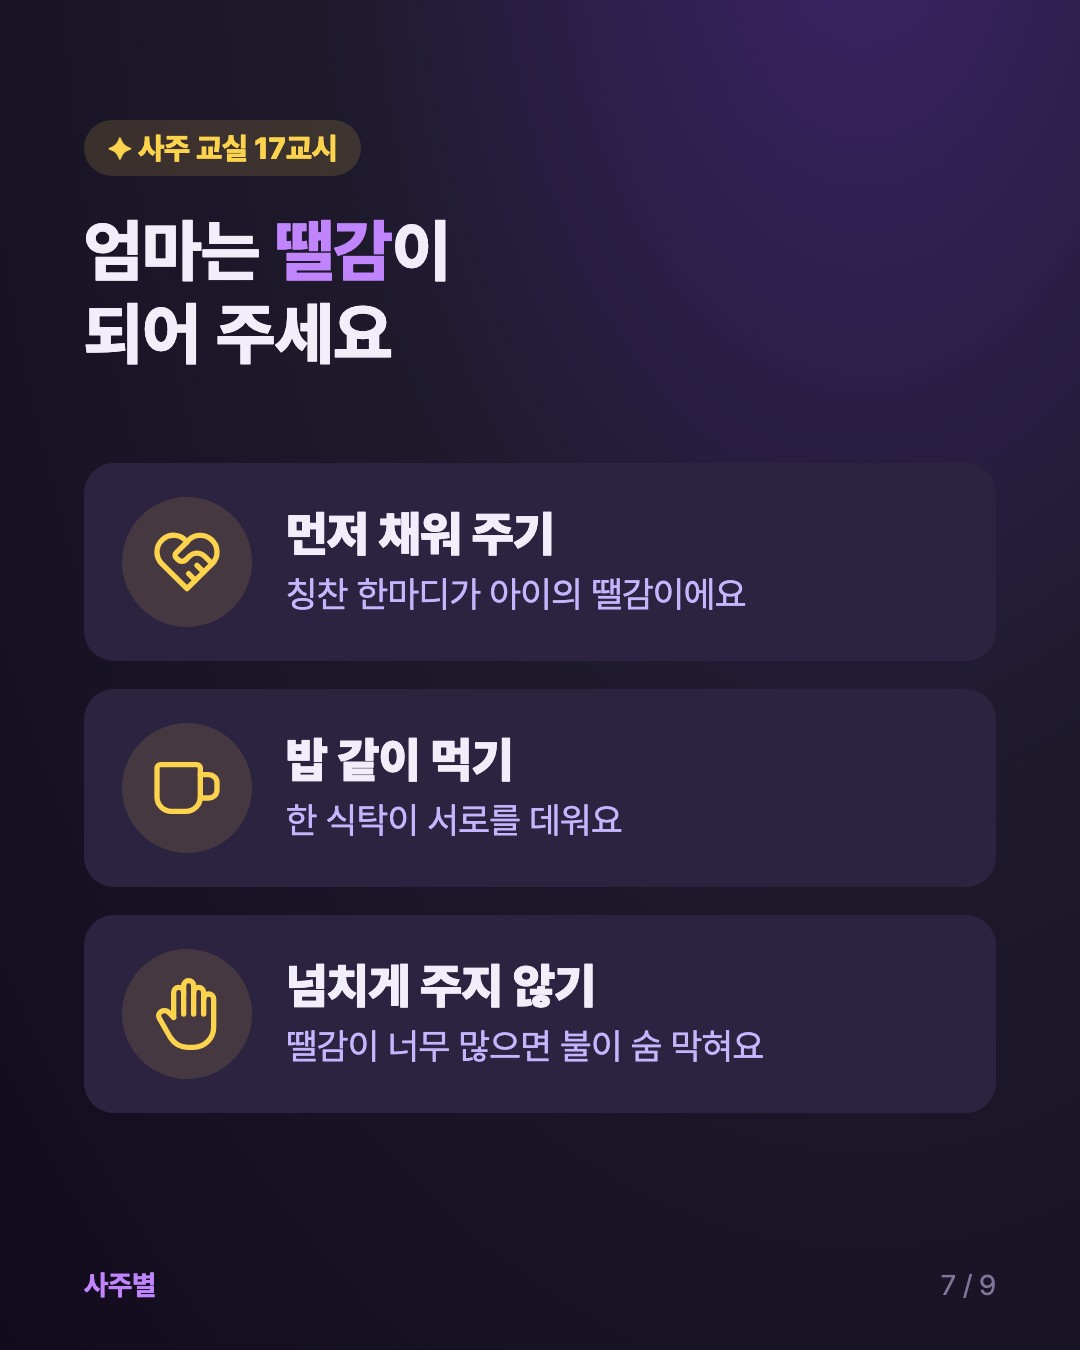 ✦ 사주 교실 17교시
엄마는 땔감이
되어 주세요
먼저 채워 주기
칭찬 한마디가 아이의 땔감이에요
밥 같이 먹기
한 식탁이 서로를 데워요
넘치게 주지 않기
땔감이 너무 많으면 불이 숨 막혀요
사주별
7 / 9